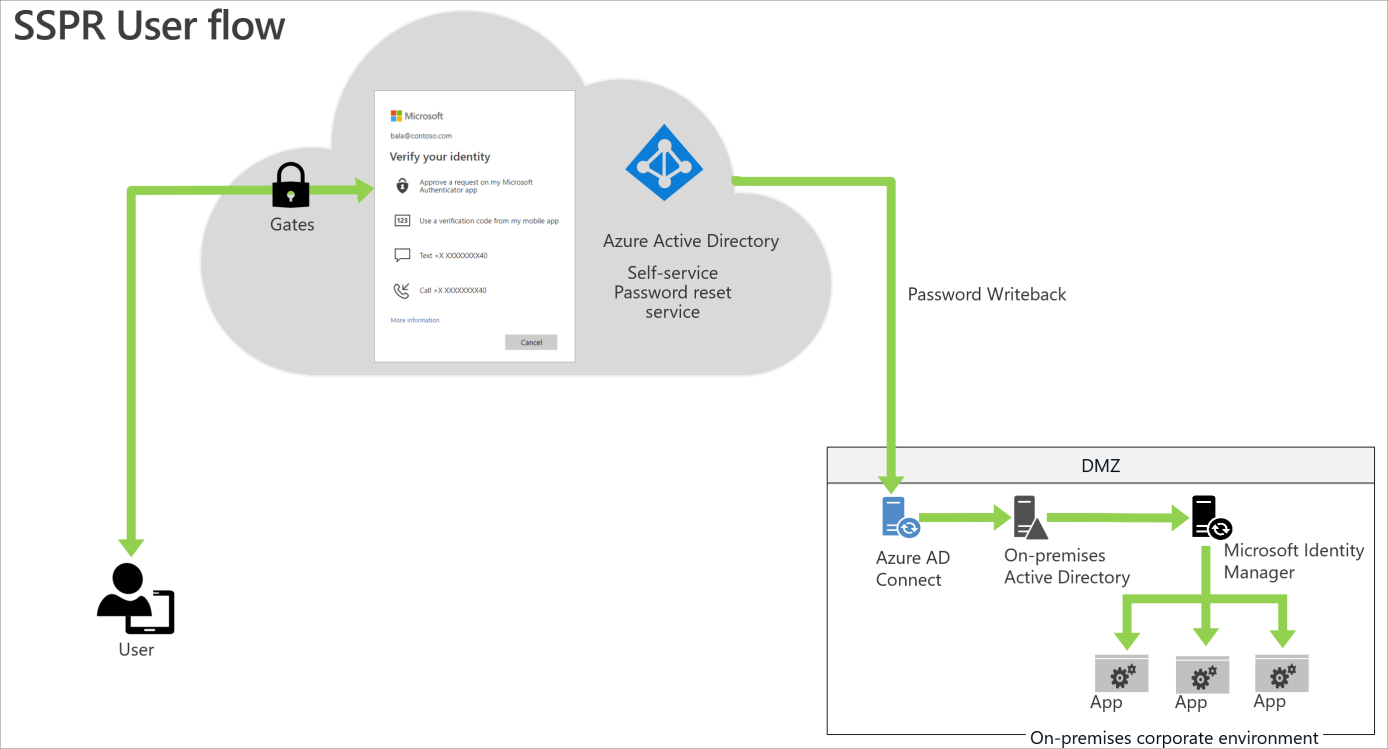 SSPR User flow
Microsoft
bala@contoso.com
Verify your identity
Approve a request on my Microsoft
Authenticator app
123
Use a verification code from my mobile app
Text +X XXXXXXXX40
Call +X XXXXXXXX40
More information
Cancel
Gates
Azure Active Directory
Self-service
Password reset
service
Password Writeback
User
DMZ
Azure AD
Connect
On-premises
Active Directory
Microsoft Identity
Manager
App
App
App
On-premises corporate environment